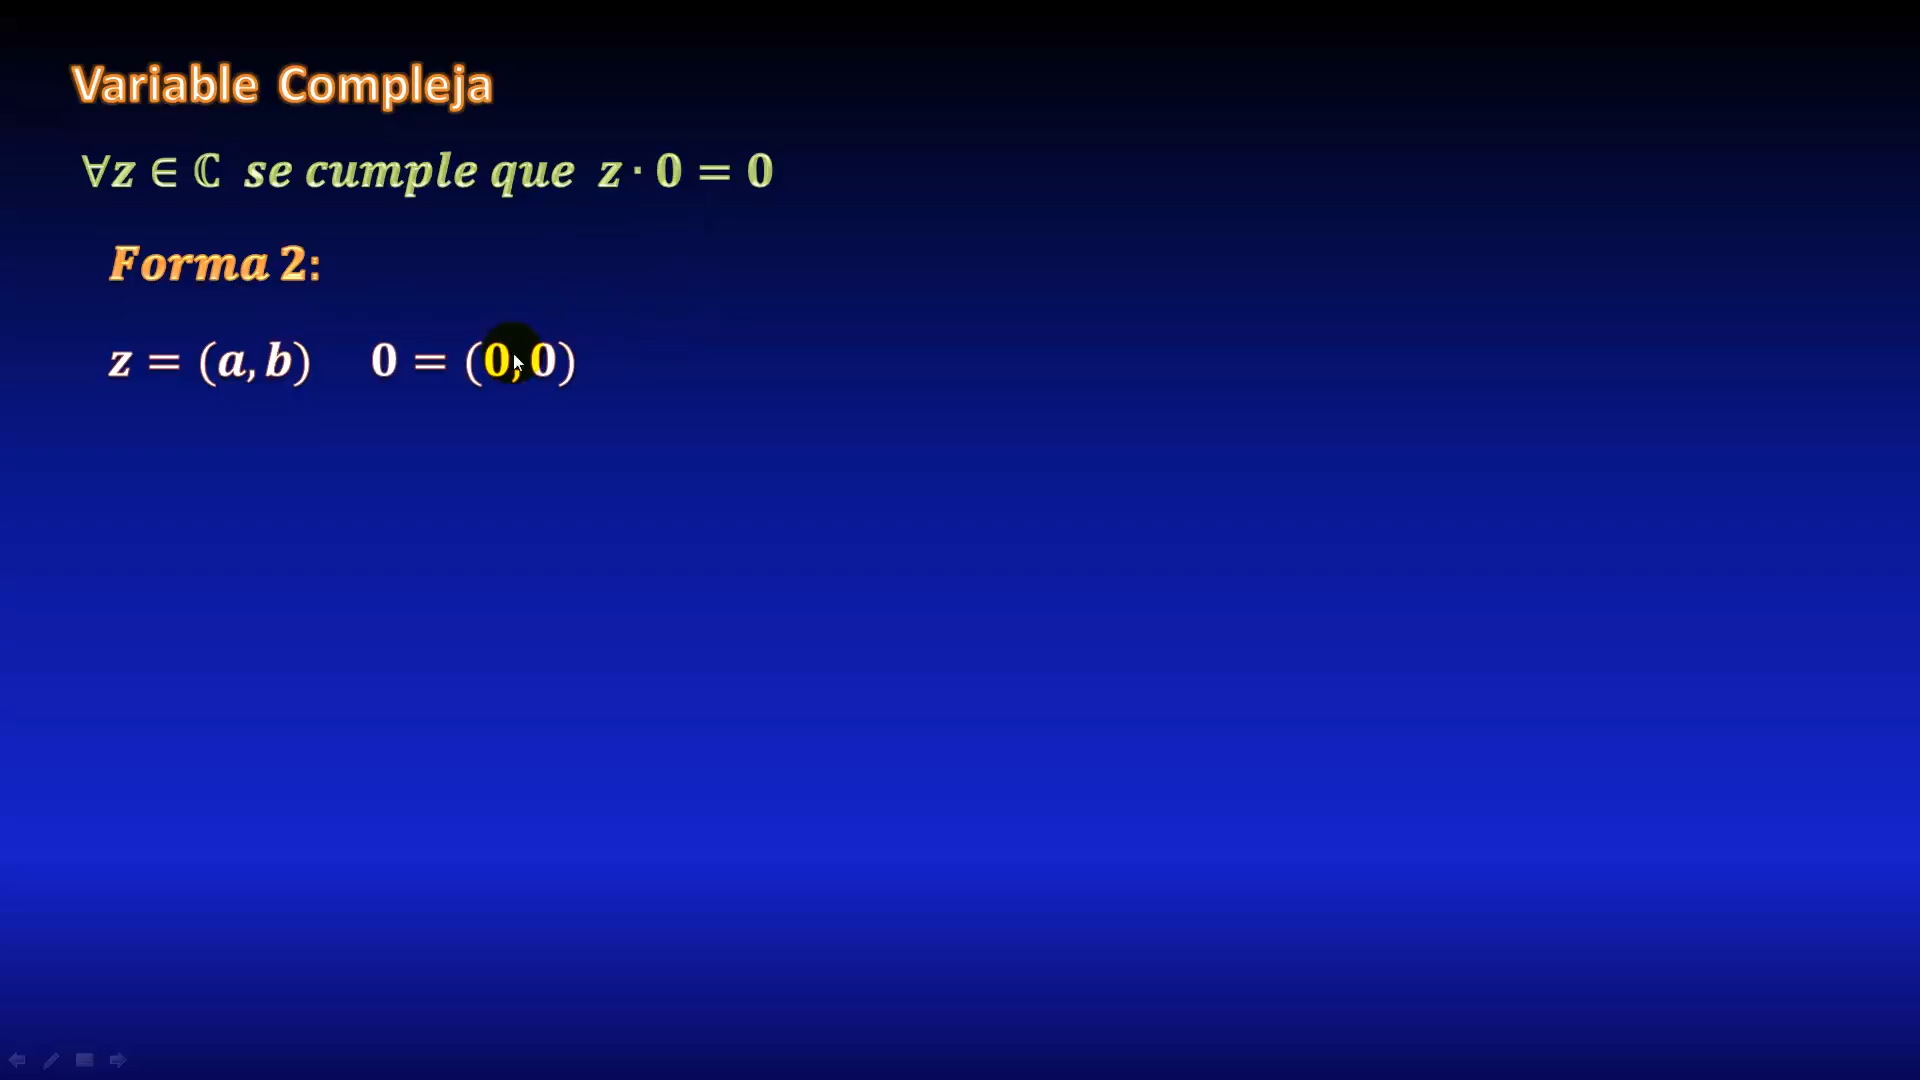 Variable Compleja
∀z ∈ ℂ se cumple que z · 0 = 0
Forma 2:
z = (a, b) 0 = (0, 0)